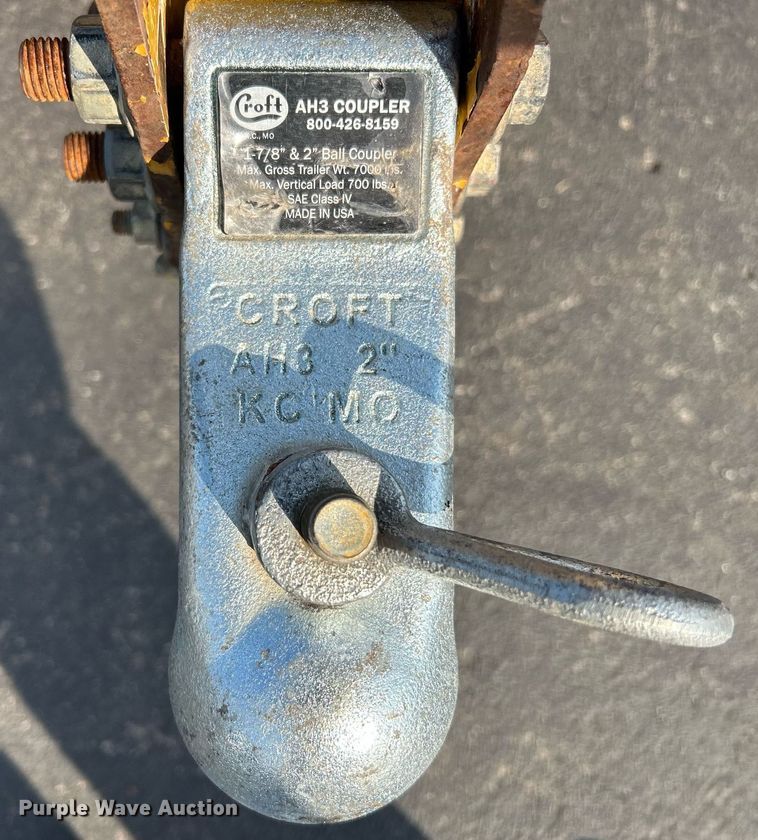 Croft
AH3 COUPLER
800-426-8159
K.C., MO
1-7/8" & 2" Ball Coupler
Max. Gross Trailer Wt. 7000 lbs.
Max. Vertical Load 700 lbs.
SAE Class IV
MADE IN USA
CROFT
AH3 2"
KC MO
Purple Wave Auction